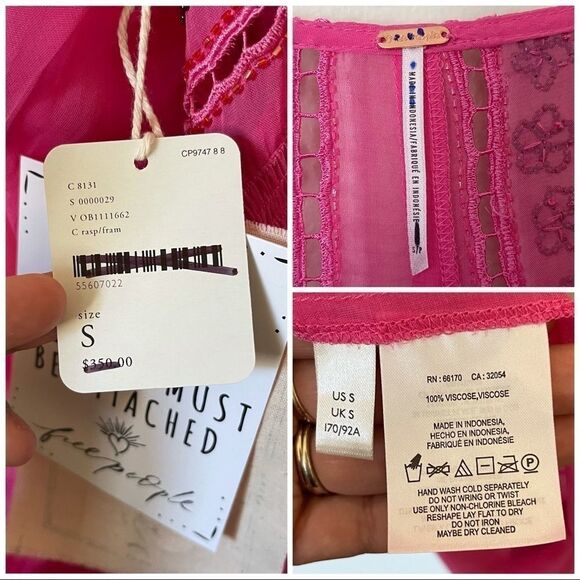 CP9747 8 8
C 8131
S 0000029
V OB1111662
C rasp/fram
55607022
size
S
$350.00
MUST
BE ATTACHED
free people
MADE IN INDONESIA/FABRIQUÉ EN INDONÉSIE
S/P
US S
UK S
170/92A
RN : 66170 CA : 32054
100% VISCOSE,VISCOSE
MADE IN INDONESIA,
HECHO EN INDONESIA,
FABRIQUÉ EN INDONÉSIE
HAND WASH COLD SEPARATELY
DO NOT WRING OR TWIST
USE ONLY NON-CHLORINE BLEACH
RESHAPE LAY FLAT TO DRY
DO NOT IRON
MAYBE DRY CLEANED